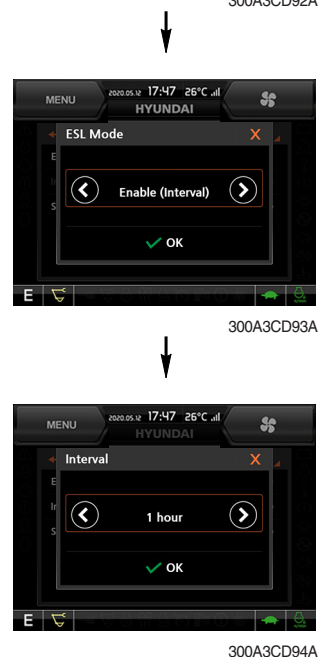 300A3CD92A
2020.05.12 17:47 26°C
MENU
HYUNDAI
ESL Mode X
E
S
Enable (Interval)
OK
E
300A3CD93A
2020.05.12 17:47 26°C
MENU
HYUNDAI
Interval X
E
In
S
1 hour
OK
E
300A3CD94A